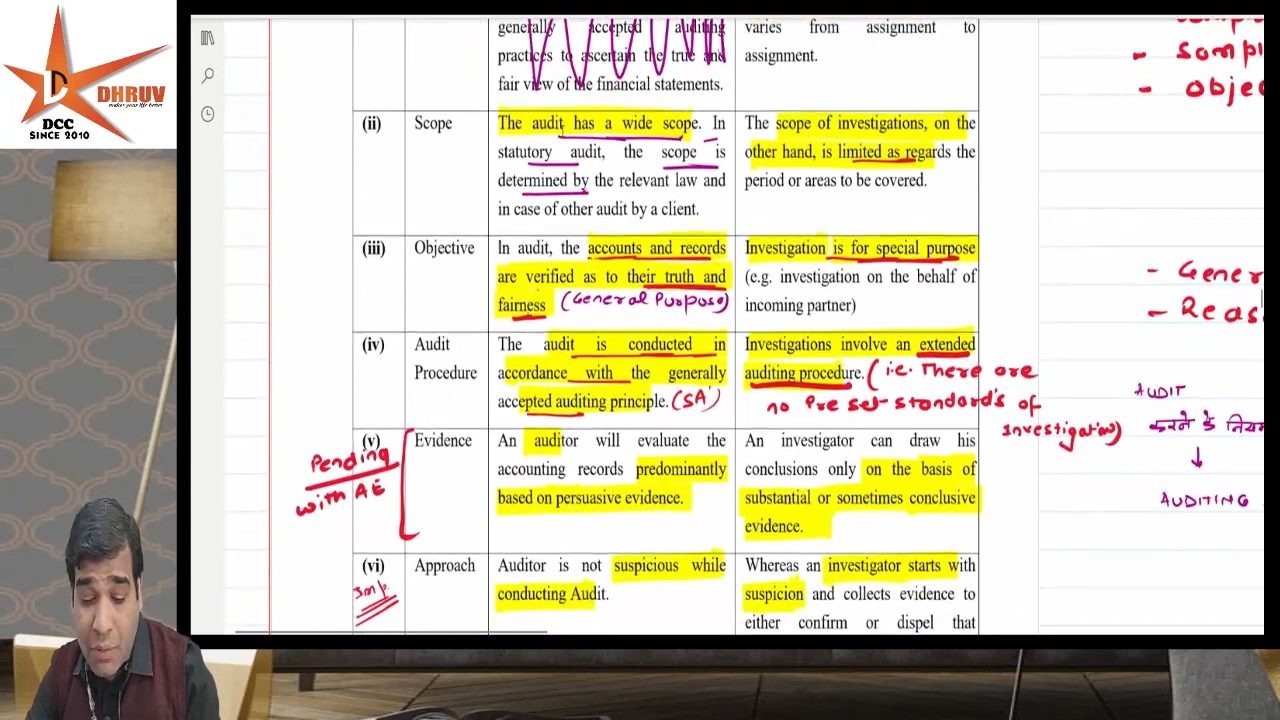 D
DHRUV
makes your life better
DCC
SINCE 2010
generally accepted auditing
practices to ascertain the true and
fair view of the financial statements.
varies from assignment to
assignment.
(ii)
Scope
The audit has a wide scope. In
statutory audit, the scope is
determined by the relevant law and
in case of other audit by a client.
The scope of investigations, on the
other hand, is limited as regards the
period or areas to be covered.
(iii)
Objective
In audit, the accounts and records
are verified as to their truth and
fairness (General Purpose)
Investigation is for special purpose
(e.g. investigation on the behalf of
incoming partner)
(iv)
Audit
Procedure
The audit is conducted in
accordance with the generally
accepted auditing principle. (SA)
Investigations involve an extended
auditing procedure. (i.e. There are
no Pre set standard's of
investigation)
(v)
Pending
with AE
Evidence
An auditor will evaluate the
accounting records predominantly
based on persuasive evidence.
An investigator can draw his
conclusions only on the basis of
substantial or sometimes conclusive
evidence.
(vi)
Imp.
Approach
Auditor is not suspicious while
conducting Audit.
Whereas an investigator starts with
suspicion and collects evidence to
either confirm or dispel that
- Sampl
- Objec
- Gener
- Reas
AUDIT
करने के नियम
AUDITING